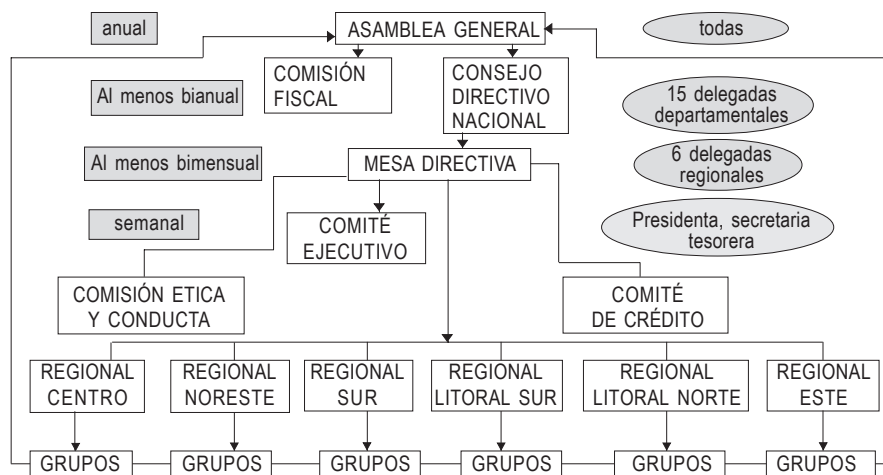 anual
ASAMBLEA GENERAL
todas
COMISIÓN
FISCAL
CONSEJO
DIRECTIVO
NACIONAL
Al menos bianual
15 delegadas
departamentales
Al menos bimensual
MESA DIRECTIVA
6 delegadas
regionales
semanal
COMITÉ
EJECUTIVO
Presidenta, secretaria
tesorera
COMISIÓN ETICA
Y CONDUCTA
COMITÉ
DE CRÉDITO
REGIONAL
CENTRO
REGIONAL
NORESTE
REGIONAL
SUR
REGIONAL
LITORAL SUR
REGIONAL
LITORAL NORTE
REGIONAL
ESTE
GRUPOS
GRUPOS
GRUPOS
GRUPOS
GRUPOS
GRUPOS